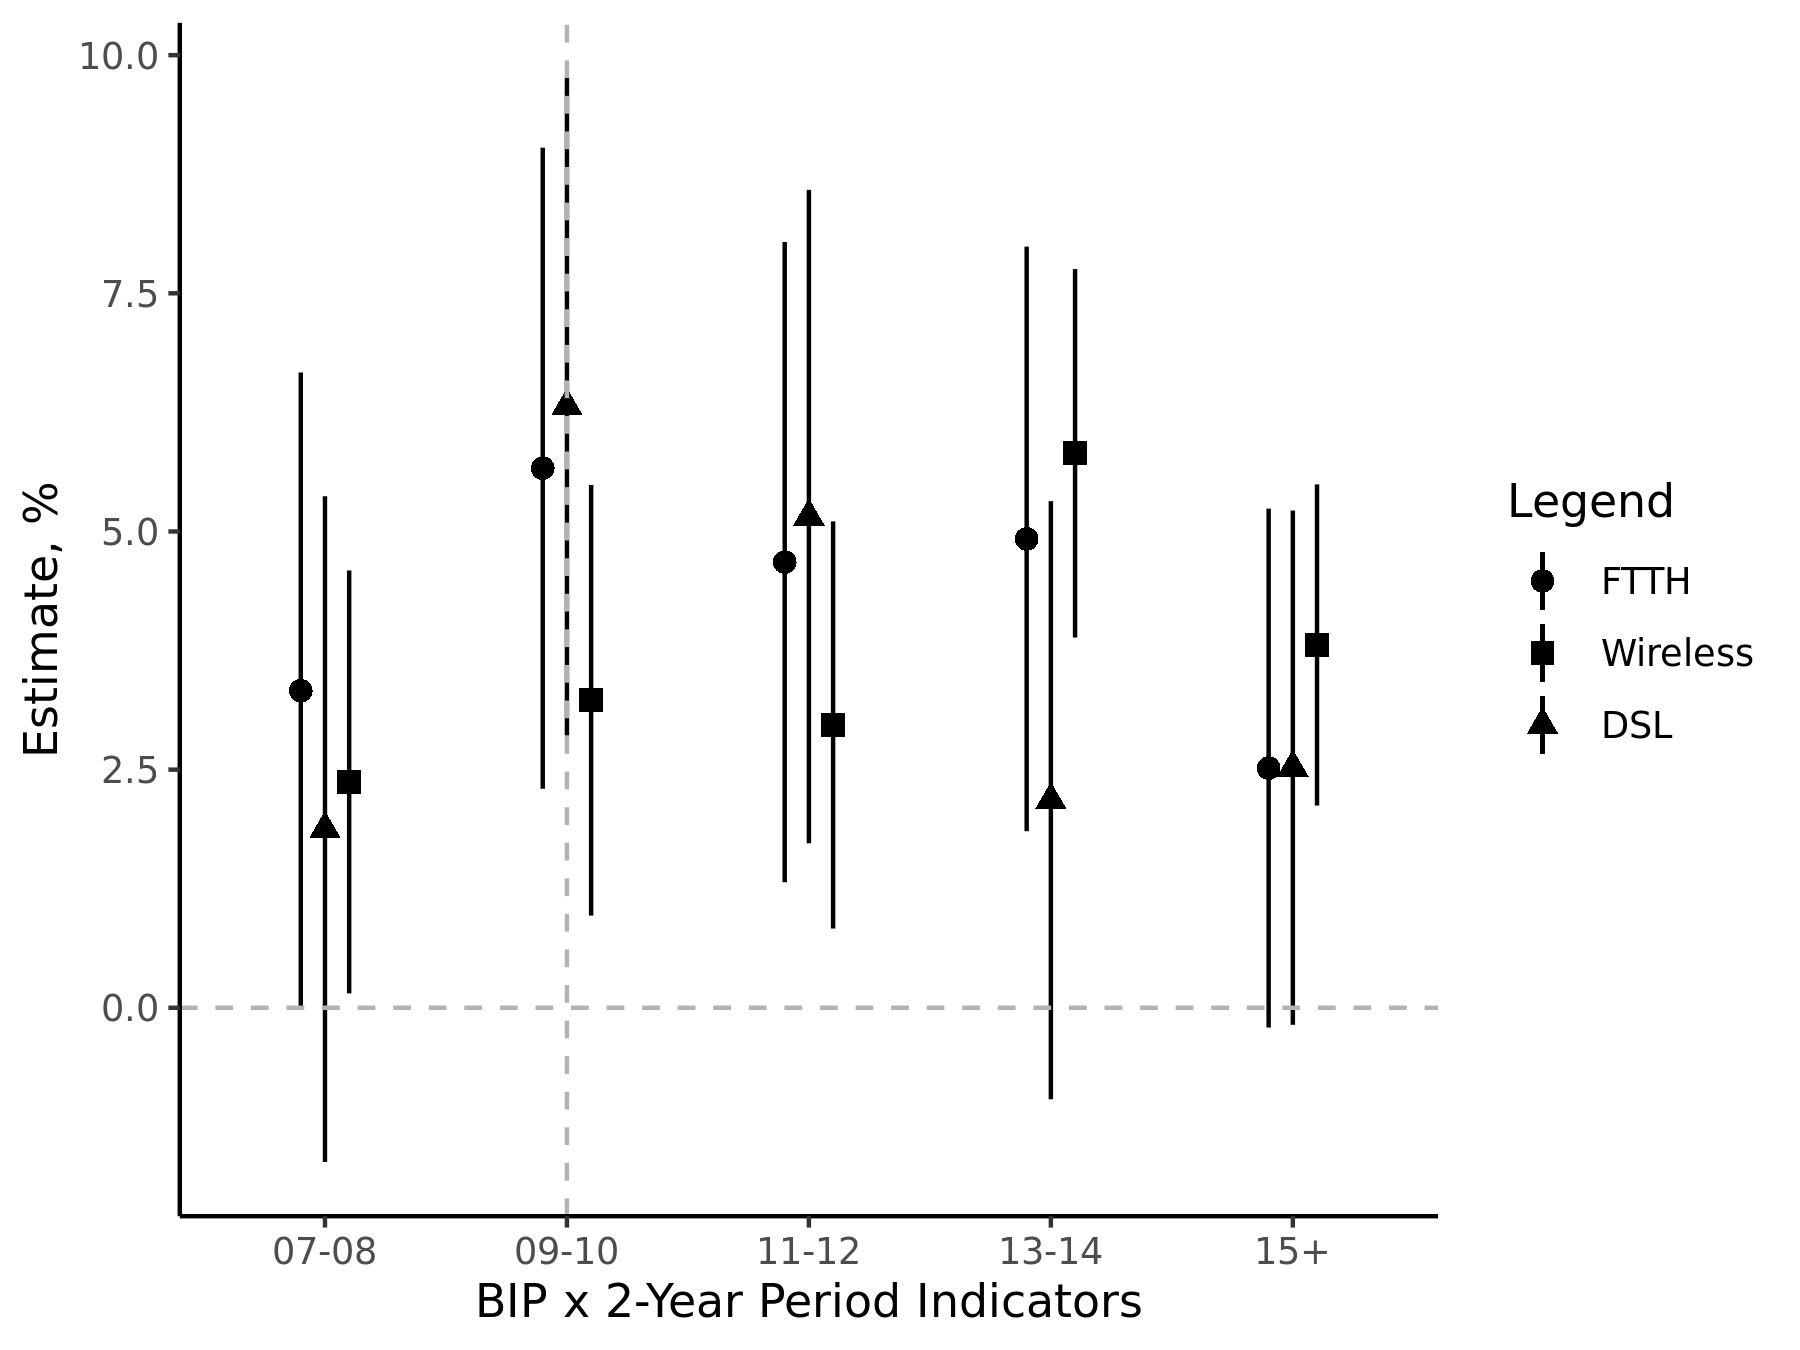 10.0
7.5
5.0
2.5
0.0
Estimate, %
07-08 09-10 11-12 13-14 15+
BIP x 2-Year Period Indicators
Legend
FTTH
Wireless
DSL